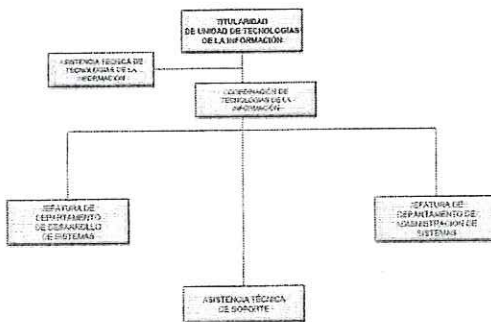 TITULARIDAD
DE UNIDAD DE TECNOLOGÍAS
DE LA INFORMACIÓN
ASISTENCIA TÉCNICA DE
TECNOLOGÍAS DE LA
INFORMACIÓN
COORDINACIÓN DE
TECNOLOGÍAS DE LA
INFORMACIÓN
JEFATURA DE
DEPARTAMENTO
DE DESARROLLO
DE SISTEMAS
JEFATURA DE
DEPARTAMENTO DE
ADMINISTRACIÓN DE
SISTEMAS
ASISTENCIA TÉCNICA
DE SOPORTE